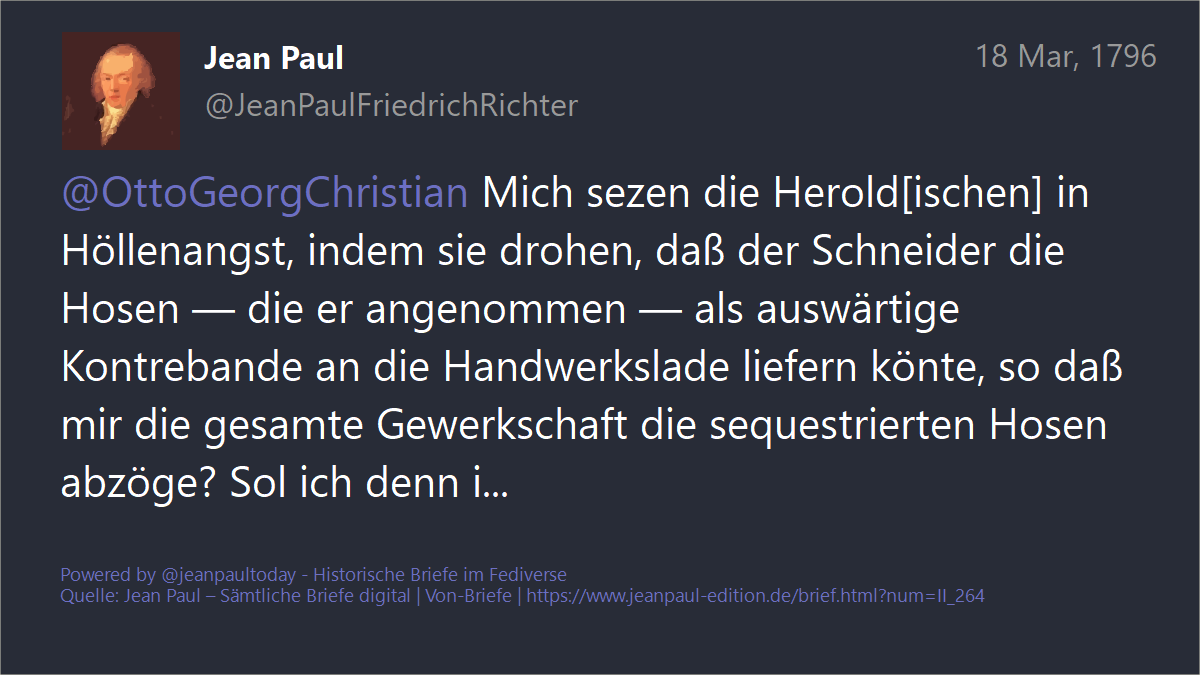 Jean Paul
18 Mar, 1796
@JeanPaulFriedrichRichter
@OttoGeorgChristian Mich sezen die Herold[ischen] in
Höllenangst, indem sie drohen, daß der Schneider die
Hosen — die er angenommen — als auswärtige
Kontrebande an die Handwerkslade liefern könte, so daß
mir die gesamte Gewerkschaft die sequestrierten Hosen
abzöge? Sol ich denn i...
Powered by @jeanpaultoday - Historische Briefe im Fediverse
Quelle: Jean Paul – Sämtliche Briefe digital | Von-Briefe | https://www.jeanpaul-edition.de/brief.html?num=II_264